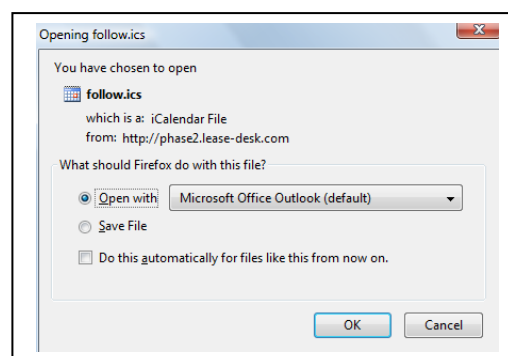 Opening follow.ics
You have chosen to open
follow.ics
which is a: iCalendar File
from: http://phase2.lease-desk.com
What should Firefox do with this file?
Open with Microsoft Office Outlook (default)
Save File
Do this automatically for files like this from now on.
OK Cancel